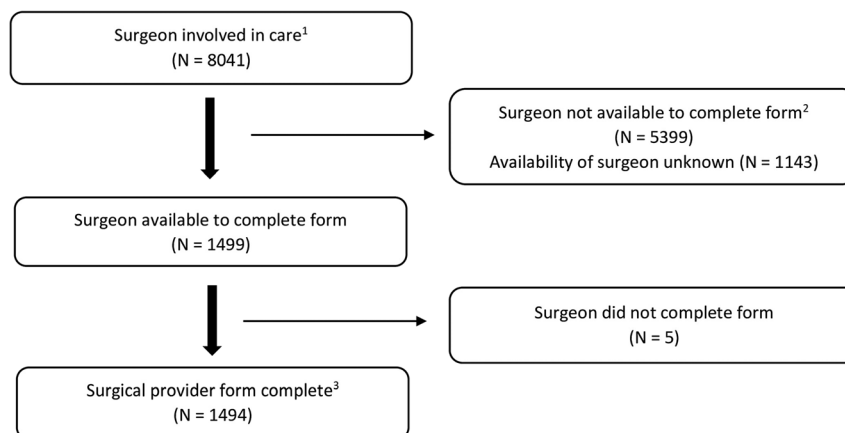 Surgeon involved in care¹
(N = 8041)
Surgeon not available to complete form²
(N = 5399)
Availability of surgeon unknown (N = 1143)
Surgeon available to complete form
(N = 1499)
Surgeon did not complete form
(N = 5)
Surgical provider form complete³
(N = 1494)